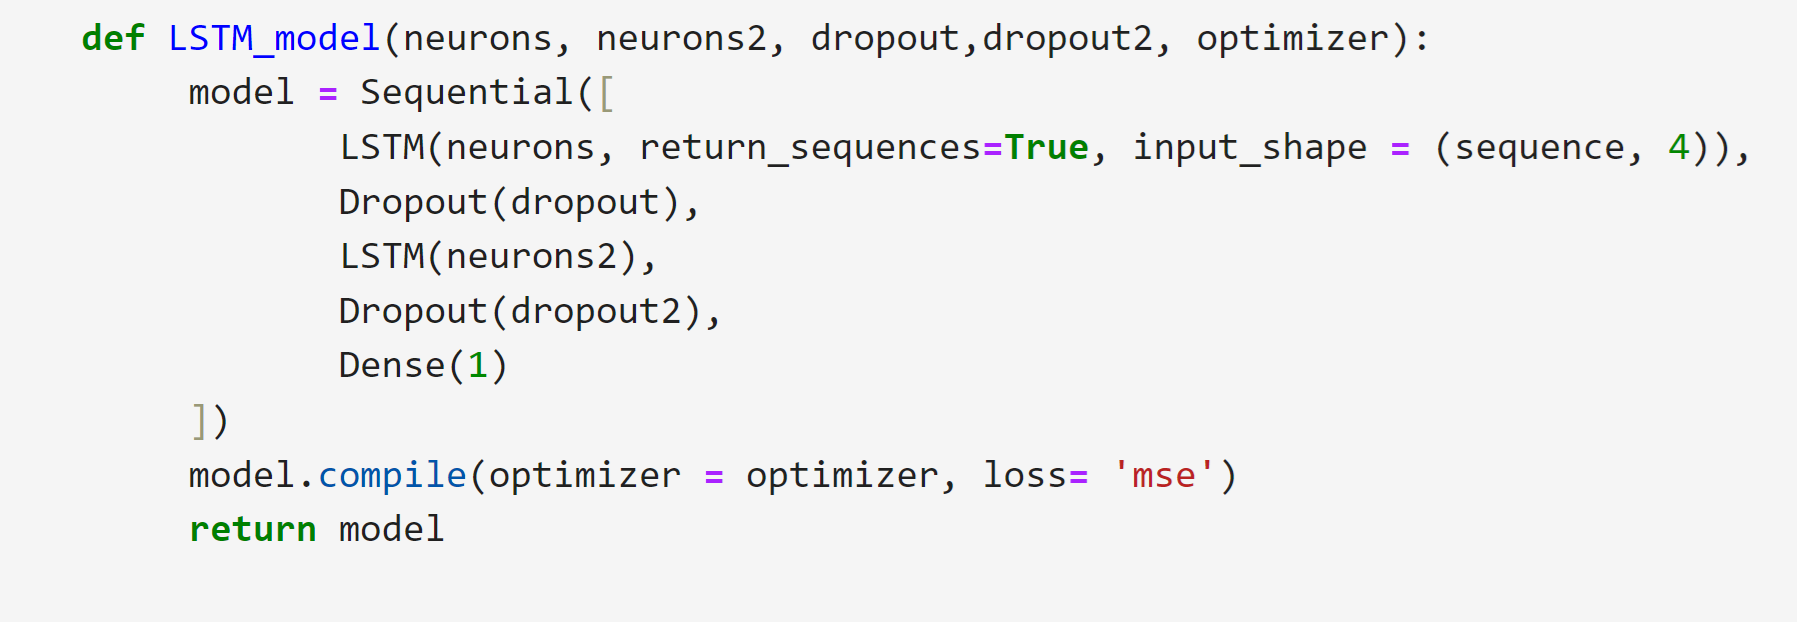 def LSTM_model(neurons, neurons2, dropout,dropout2, optimizer):
model = Sequential([
LSTM(neurons, return_sequences=True, input_shape = (sequence, 4)),
Dropout(dropout),
LSTM(neurons2),
Dropout(dropout2),
Dense(1)
])
model.compile(optimizer = optimizer, loss= 'mse')
return model